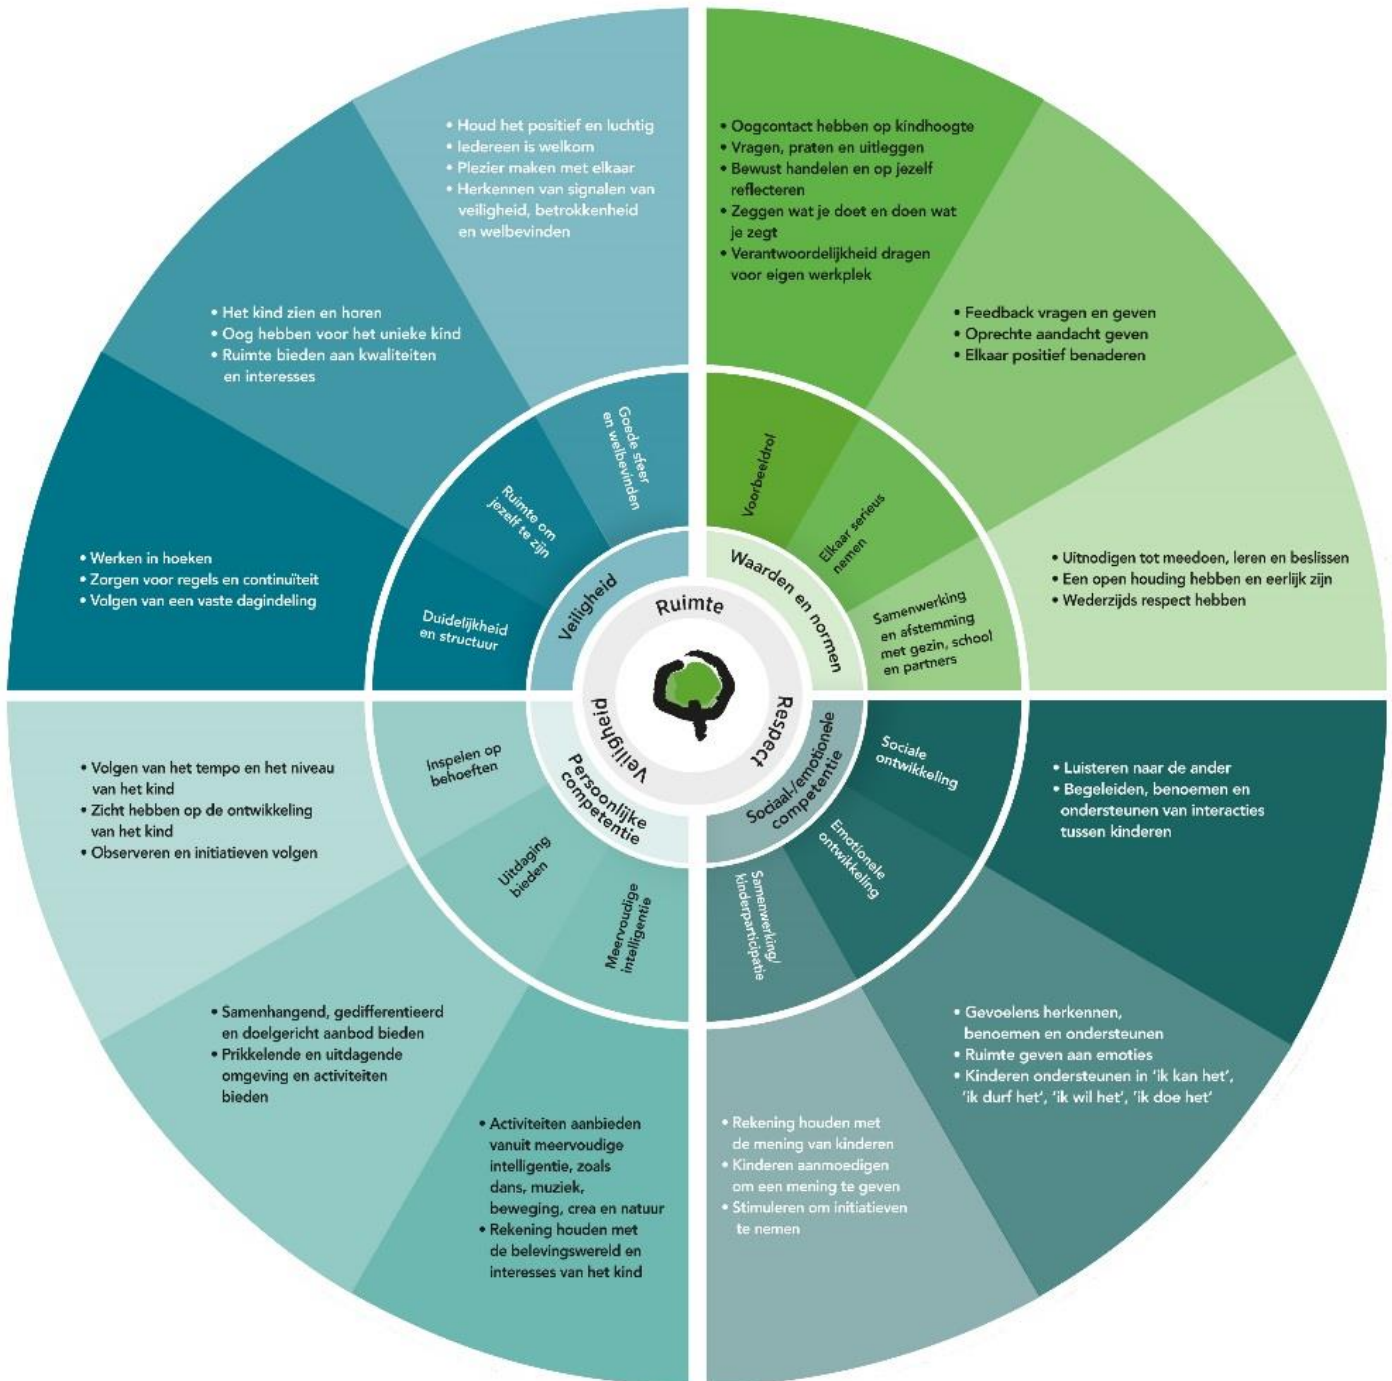 • Houd het positief en luchtig
• Iedereen is welkom
• Plezier maken met elkaar
• Herkennen van signalen van
veiligheid, betrokkenheid
en welbevinden
• Oogcontact hebben op kindhoogte
• Vragen, praten en uitleggen
• Bewust handelen en op jezelf
reflecteren
• Zeggen wat je doet en doen wat
je zegt
• Verantwoordelijkheid dragen
voor eigen werkplek
• Het kind zien en horen
• Oog hebben voor het unieke kind
• Ruimte bieden aan kwaliteiten
en interesses
• Feedback vragen en geven
• Oprechte aandacht geven
• Elkaar positief benaderen
• Werken in hoeken
• Zorgen voor regels en continuïteit
• Volgen van een vaste dagindeling
• Uitnodigen tot meedoen, leren en beslissen
• Een open houding hebben en eerlijk zijn
• Wederzijds respect hebben
Goede sfeer
en welbevinden
Ruimte om
jezelf te zijn
Duidelijkheid
en structuur
Veiligheid
Voorbeeldrol
Elkaar serieus
nemen
Samenwerking
en afstemming
met gezin, school
en partners
Waarden en normen
Ruimte
Respect
Veiligheid
Inspelen op
behoeften
Uitdaging
bieden
Meervoudige
intelligentie
Persoonlijke
competentie
Sociaal-/emotionele
competentie
Sociale
ontwikkeling
Emotionele
ontwikkeling
Samenwerking/
kinderparticipatie
• Volgen van het tempo en het niveau
van het kind
• Zicht hebben op de ontwikkeling
van het kind
• Observeren en initiatieven volgen
• Luisteren naar de ander
• Begeleiden, benoemen en
ondersteunen van interacties
tussen kinderen
• Samenhangend, gedifferentieerd
en doelgericht aanbod bieden
• Prikkelende en uitdagende
omgeving en activiteiten
bieden
• Gevoelens herkennen,
benoemen en ondersteunen
• Ruimte geven aan emoties
• Kinderen ondersteunen in 'ik kan het',
'ik durf het', 'ik wil het', 'ik doe het'
• Activiteiten aanbieden
vanuit meervoudige
intelligentie, zoals
dans, muziek,
beweging, crea en natuur
• Rekening houden met
de belevingswereld en
interesses van het kind
• Rekening houden met
de mening van kinderen
• Kinderen aanmoedigen
om een mening te geven
• Stimuleren om initiatieven
te nemen